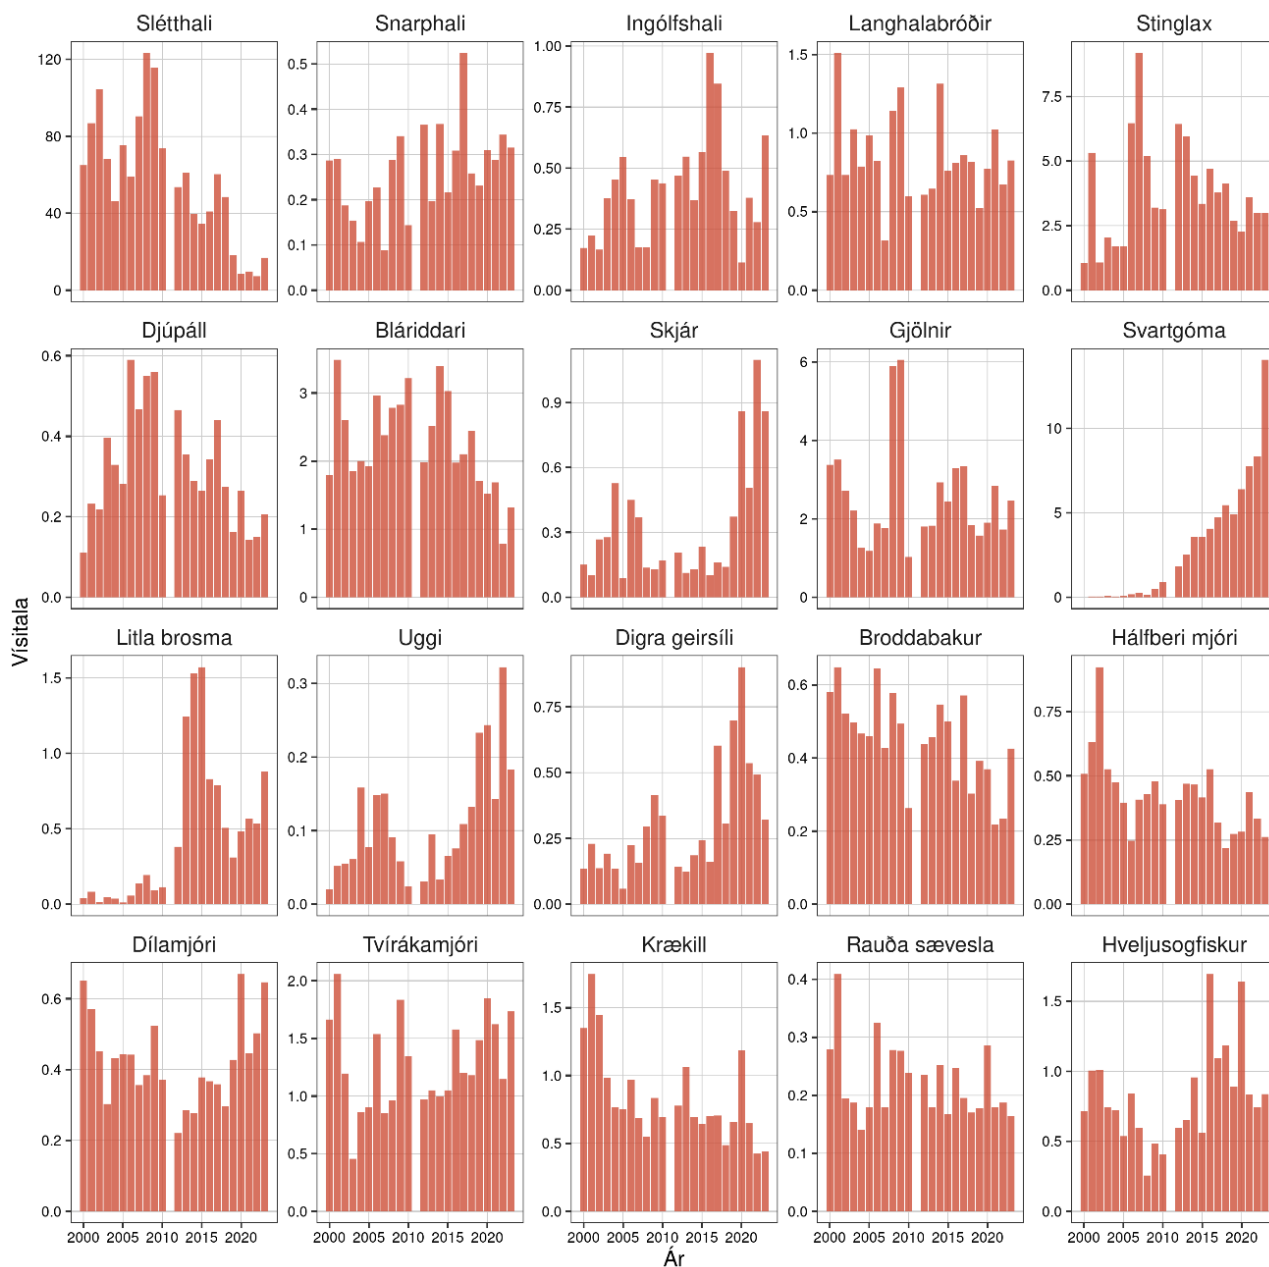 Slétthali Snarphali Ingólfshali Langhalabróðir Stinglax
120 80 40 0
0.5 0.4 0.3 0.2 0.1 0.0
1.00 0.75 0.50 0.25 0.00
1.5 1.0 0.5 0.0
7.5 5.0 2.5 0.0
Djúpáll Bláriddari Skjár Gjölnir Svartgóma
0.6 0.4 0.2 0.0
3 2 1 0
0.9 0.6 0.3 0.0
6 4 2 0
10 5 0
Vísitala
Litla brosma Uggi Digra geirsíli Broddabakur Hálfberi mjóri
1.5 1.0 0.5 0.0
0.3 0.2 0.1 0.0
0.75 0.50 0.25 0.00
0.6 0.4 0.2 0.0
0.75 0.50 0.25 0.00
Dílamjóri Tvírákamjóri Krækill Rauða sævesla Hveljusogfiskur
0.6 0.4 0.2 0.0
2.0 1.5 1.0 0.5 0.0
1.5 1.0 0.5 0.0
0.4 0.3 0.2 0.1 0.0
1.5 1.0 0.5 0.0
2000 2005 2010 2015 2020 2000 2005 2010 2015 2020 2000 2005 2010 2015 2020 2000 2005 2010 2015 2020 2000 2005 2010 2015 2020
Ár